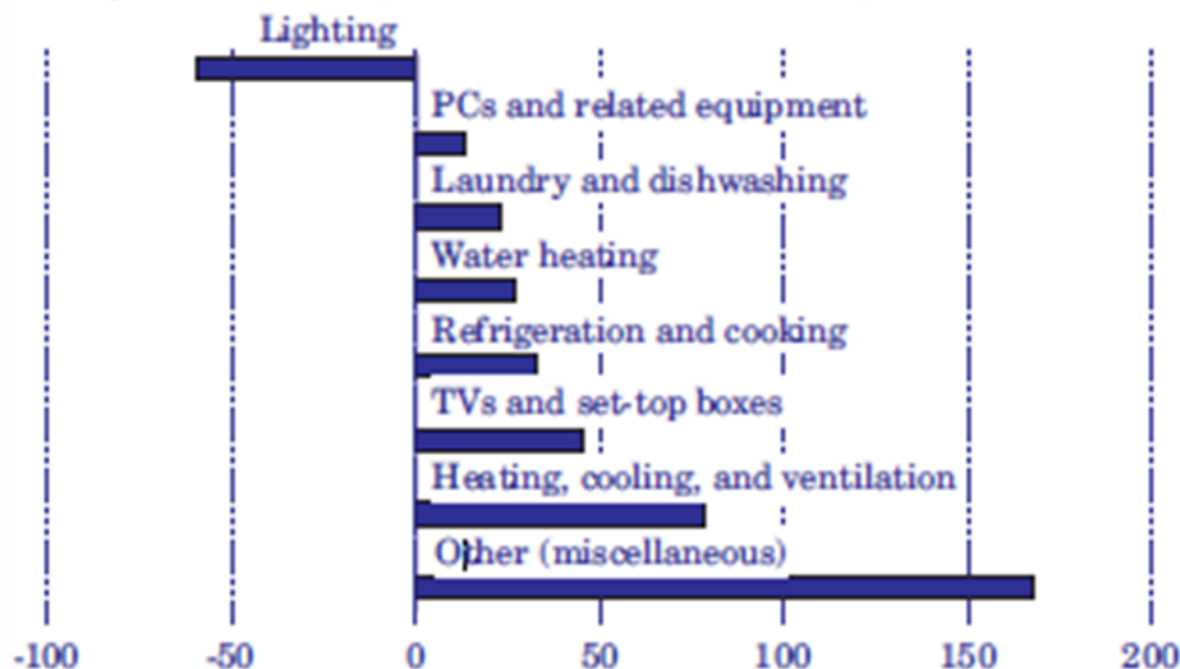 Lighting
PCs and related equipment
Laundry and dishwashing
Water heating
Refrigeration and cooking
TVs and set-top boxes
Heating, cooling, and ventilation
Other (miscellaneous)
-100 -50 0 50 100 150 200